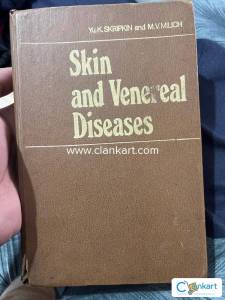 Yu.K. SKRIPKIN and M.V. MILICH
Skin
and Venereal
Diseases
www.clankart.com
Clankart